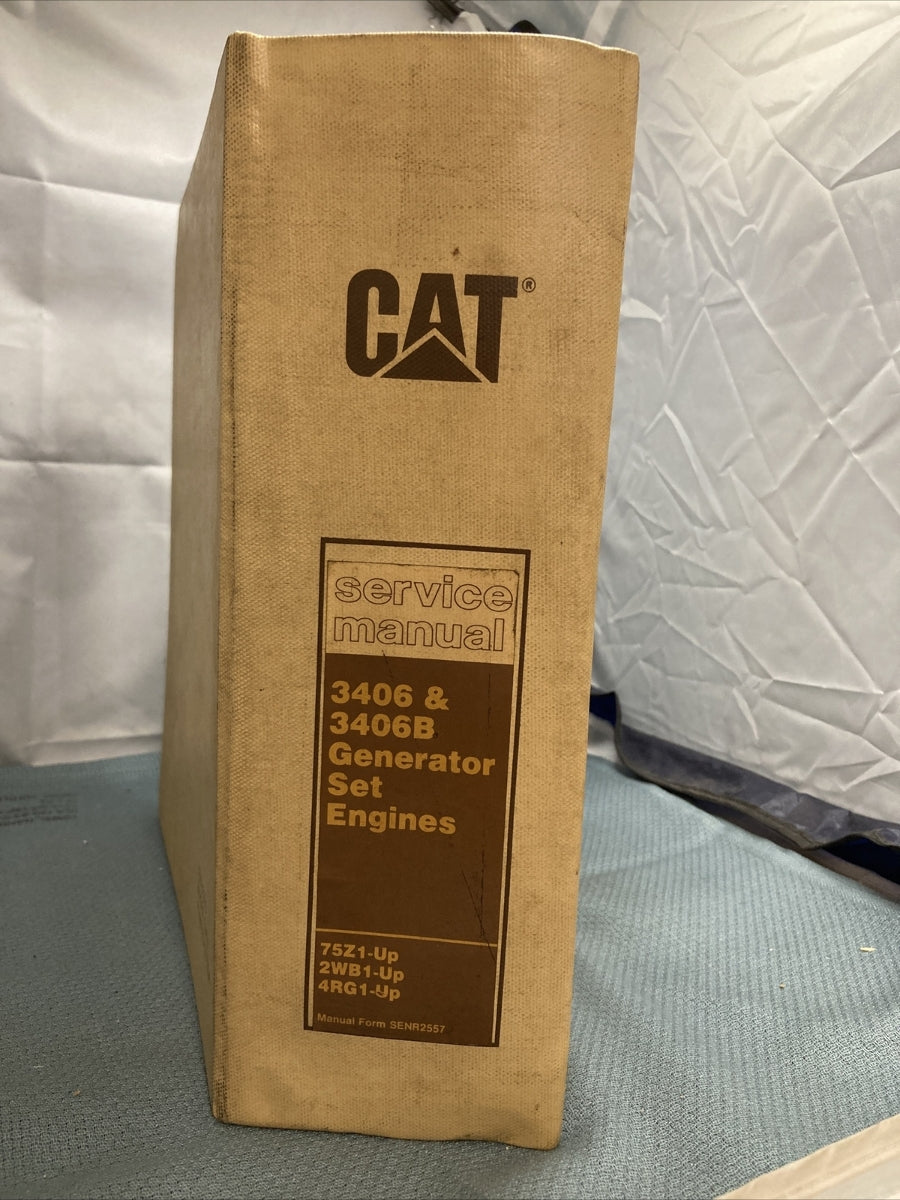 CAT®
service
manual
3406 &
3406B
Generator
Set
Engines
75Z1-Up
2WB1-Up
4RG1-Up
Manual Form SENR2557